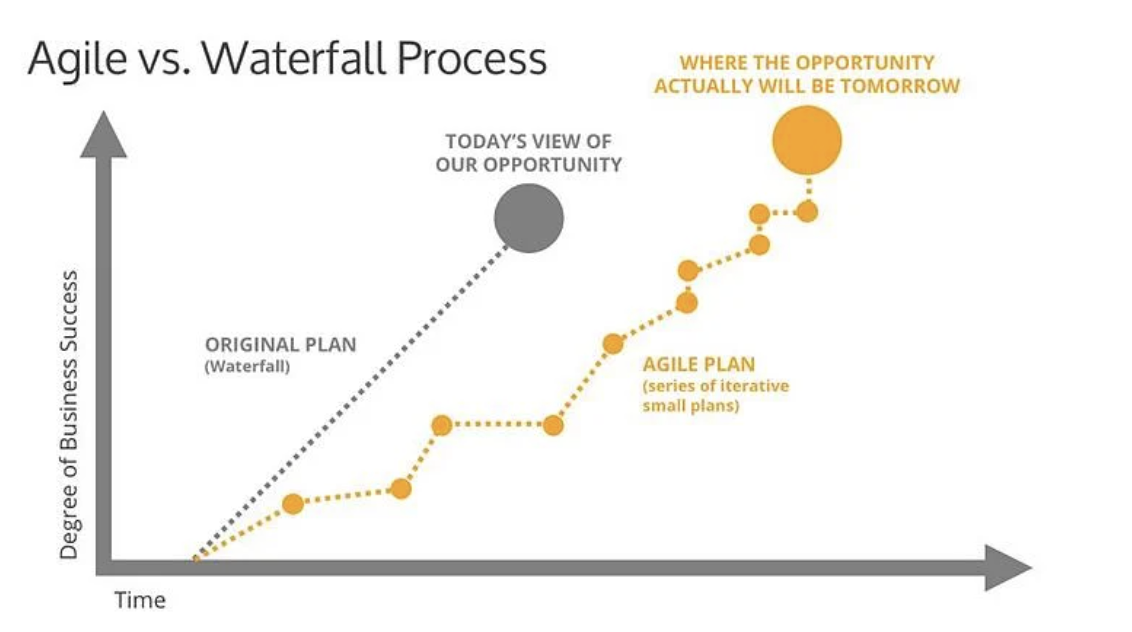 Agile vs. Waterfall Process
WHERE THE OPPORTUNITY
ACTUALLY WILL BE TOMORROW
TODAY'S VIEW OF
OUR OPPORTUNITY
ORIGINAL PLAN
(Waterfall)
AGILE PLAN
(series of iterative
small plans)
Degree of Business Success
Time